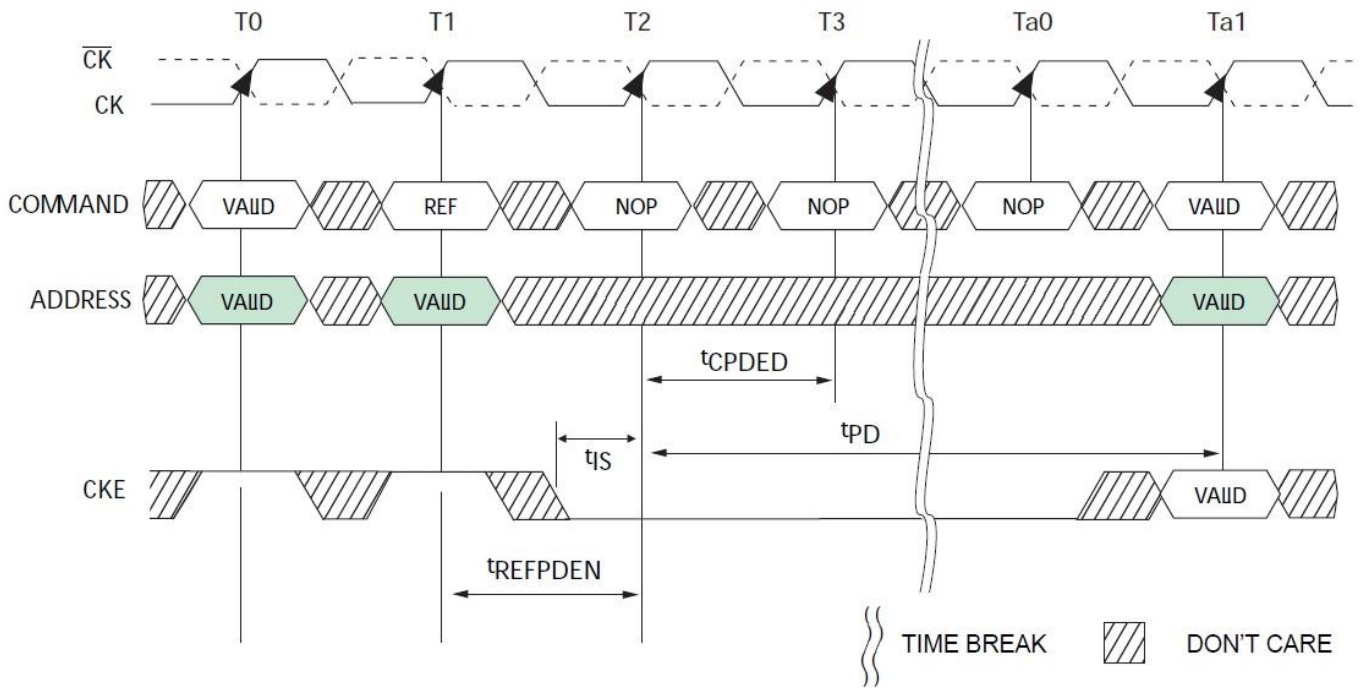 T0 T1 T2 T3 Ta0 Ta1
CK
CK
COMMAND VALID REF NOP NOP NOP VALID
ADDRESS VALID VALID VALID
tCPDED
tIS tPD
CKE VALID
tREFPDEN
TIME BREAK DON'T CARE